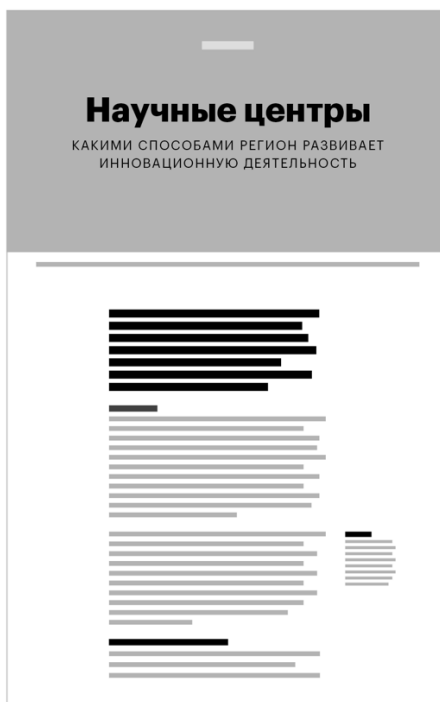 Научные центры
КАКИМИ СПОСОБАМИ РЕГИОН РАЗВИВАЕТ
ИННОВАЦИОННУЮ ДЕЯТЕЛЬНОСТЬ